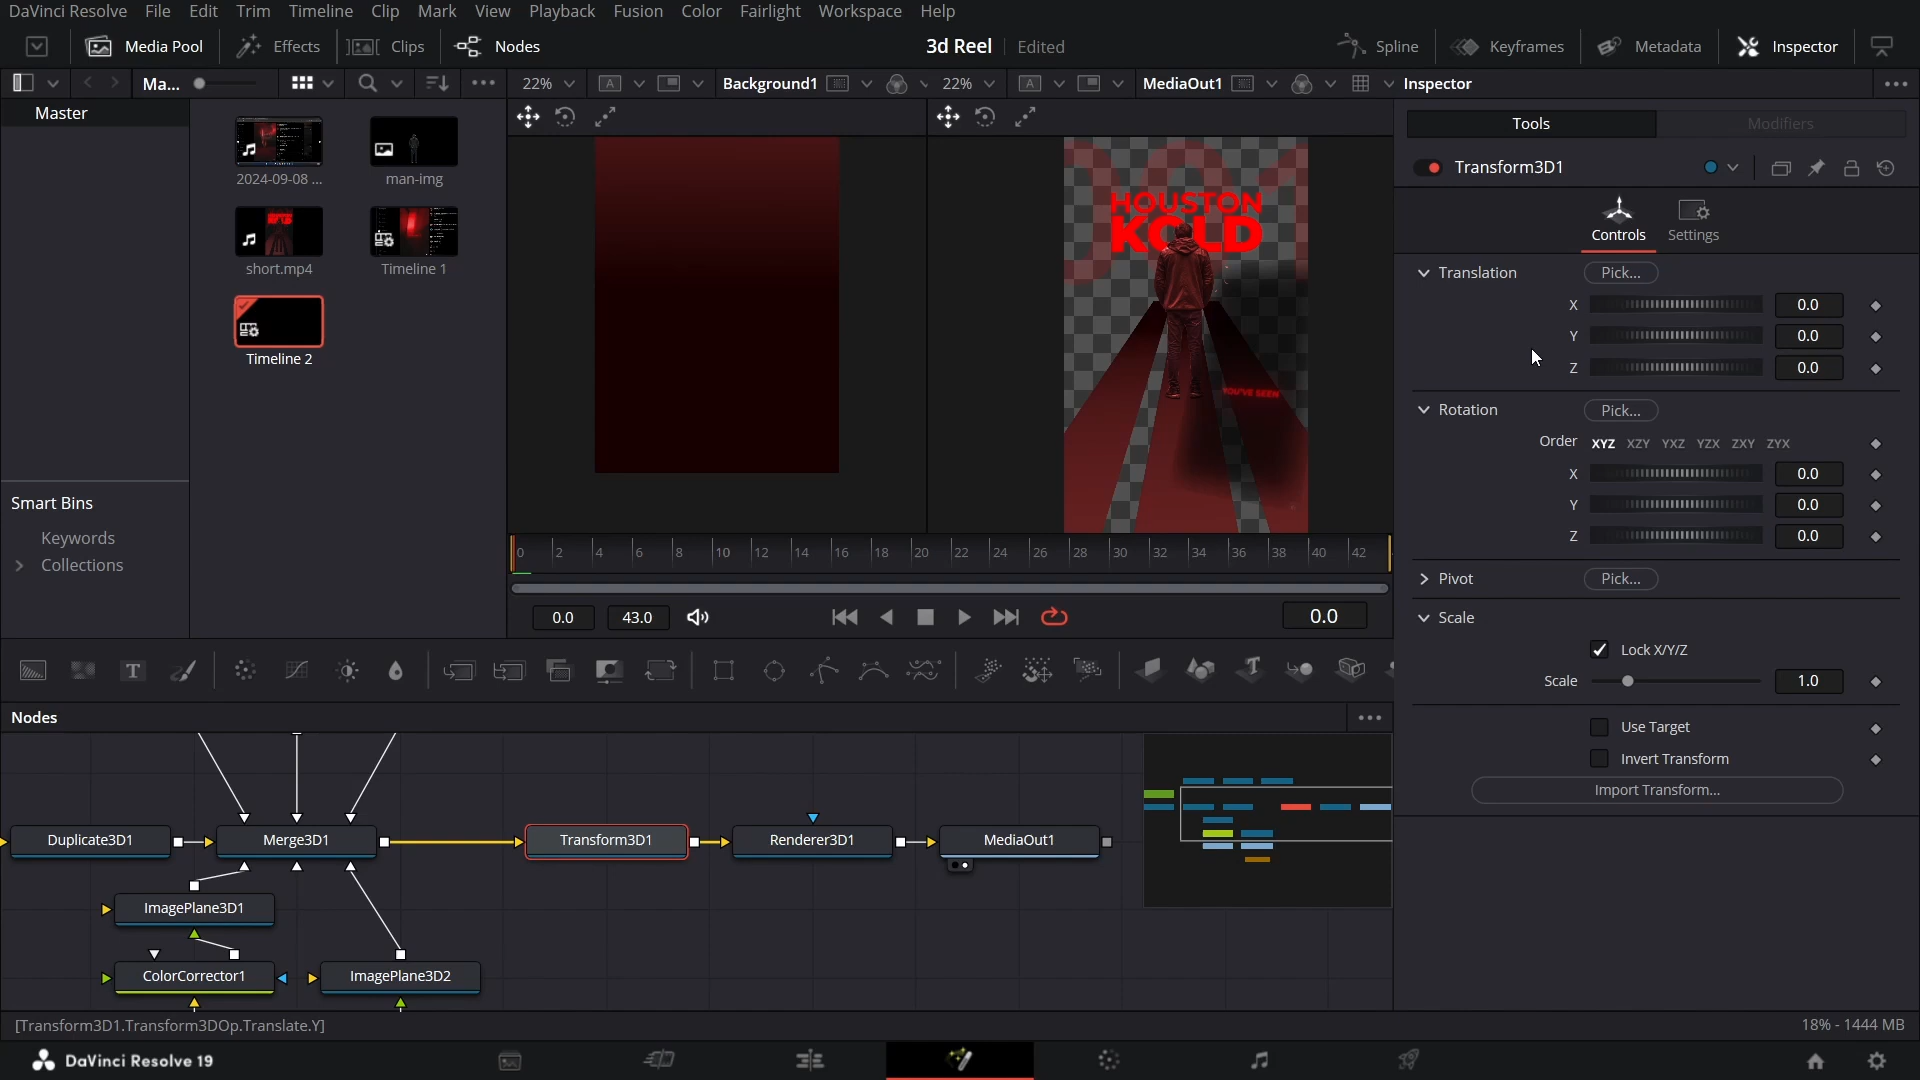 DaVinci Resolve File Edit Trim Timeline Clip Mark View Playback Fusion Color Fairlight Workspace Help
Media Pool Effects Clips Nodes 3d Reel Edited Spline Keyframes Metadata Inspector
Ma... 22% A Background1 22% A MediaOut1 Inspector
Master
2024-09-08 ...
man-img
short.mp4
Timeline 1
Timeline 2
Smart Bins
Keywords
Collections
HOUSTON
KOLD
YOU'VE SEEN
Tools Modifiers
Transform3D1
Controls Settings
Translation Pick...
X 0.0
Y 0.0
Z 0.0
Rotation Pick...
Order XYZ XZY YXZ YZX ZXY ZYX
X 0.0
Y 0.0
Z 0.0
Pivot Pick...
Scale
Lock X/Y/Z
Scale 1.0
Use Target
Invert Transform
Import Transform...
0 2 4 6 8 10 12 14 16 18 20 22 24 26 28 30 32 34 36 38 40 42
0.0 43.0 0.0
T T
Nodes
Duplicate3D1 Merge3D1 Transform3D1 Renderer3D1 MediaOut1
ImagePlane3D1
ColorCorrector1 ImagePlane3D2
[Transform3D1.Transform3DOp.Translate.Y] 18% - 1444 MB
DaVinci Resolve 19